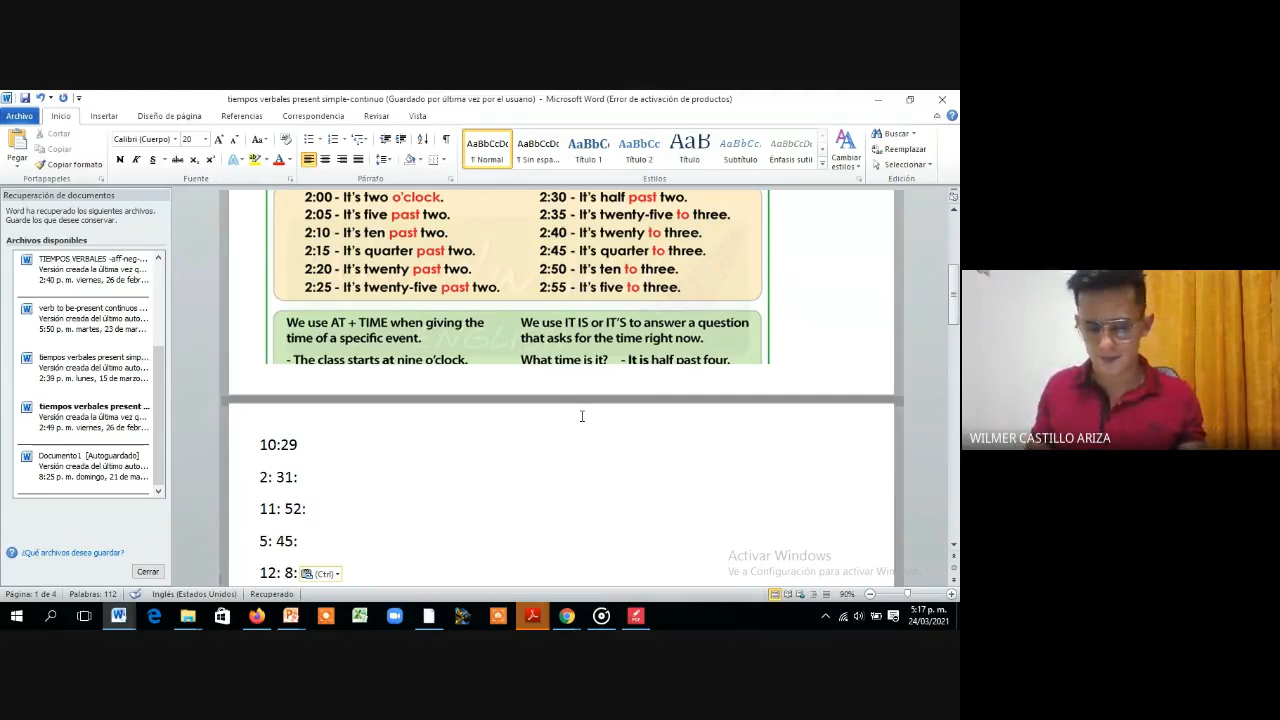 tiempos verbales present simple-continuo (Guardado por última vez por el usuario) - Microsoft Word (Error de activación de productos)
Archivo Inicio Insertar Diseño de página Referencias Correspondencia Revisar Vista
Pegar
Cortar
Copiar
Copiar formato
Portapapeles
Calibri (Cuerpo) 20
Fuente
Párrafo
AaBbCcDc AaBbCcDc AaBbC AaBbCc AaB AaBbCc. AaBbCcDc
¶ Normal ¶ Sin espa... Título 1 Título 2 Título Subtítulo Énfasis sutil
Cambiar estilos
Estilos
Buscar
Reemplazar
Seleccionar
Edición
Recuperación de documentos
Word ha recuperado los siguientes archivos.
Guarde los que desee conservar.
Archivos disponibles
TIEMPOS VERBALES -aff-neg-...
Versión creada la última vez q...
2:40 p. m. viernes, 26 de febr...
verb to be-present continuos ...
Versión creada la última vez q...
5:50 p. m. martes, 23 de mar...
tiempos verbales present simp...
Versión creada del último auto...
2:39 p. m. lunes, 15 de marzo...
tiempos verbales present ...
Versión creada del último auto...
2:49 p. m. viernes, 26 de feb...
Documento1 [Autoguardado]
Versión creada del último auto...
8:25 p. m. domingo, 21 de ma...
¿Qué archivos desea guardar?
Cerrar
2:00 - It's two o'clock.
2:05 - It's five past two.
2:10 - It's ten past two.
2:15 - It's quarter past two.
2:20 - It's twenty past two.
2:25 - It's twenty-five past two.
2:30 - It's half past two.
2:35 - It's twenty-five to three.
2:40 - It's twenty to three.
2:45 - It's quarter to three.
2:50 - It's ten to three.
2:55 - It's five to three.
We use AT + TIME when giving the
time of a specific event.
- The class starts at nine o'clock.
We use IT IS or IT'S to answer a question
that asks for the time right now.
What time is it? - It is half past four.
10:29
2: 31:
11: 52:
5: 45:
12: 8:
(Ctrl)
Activar Windows
Ve a Configuración para activar Windows.
Página: 1 de 4 Palabras: 112 Inglés (Estados Unidos) Recuperado 90%
5:17 p. m.
24/03/2021
WILMER CASTILLO ARIZA